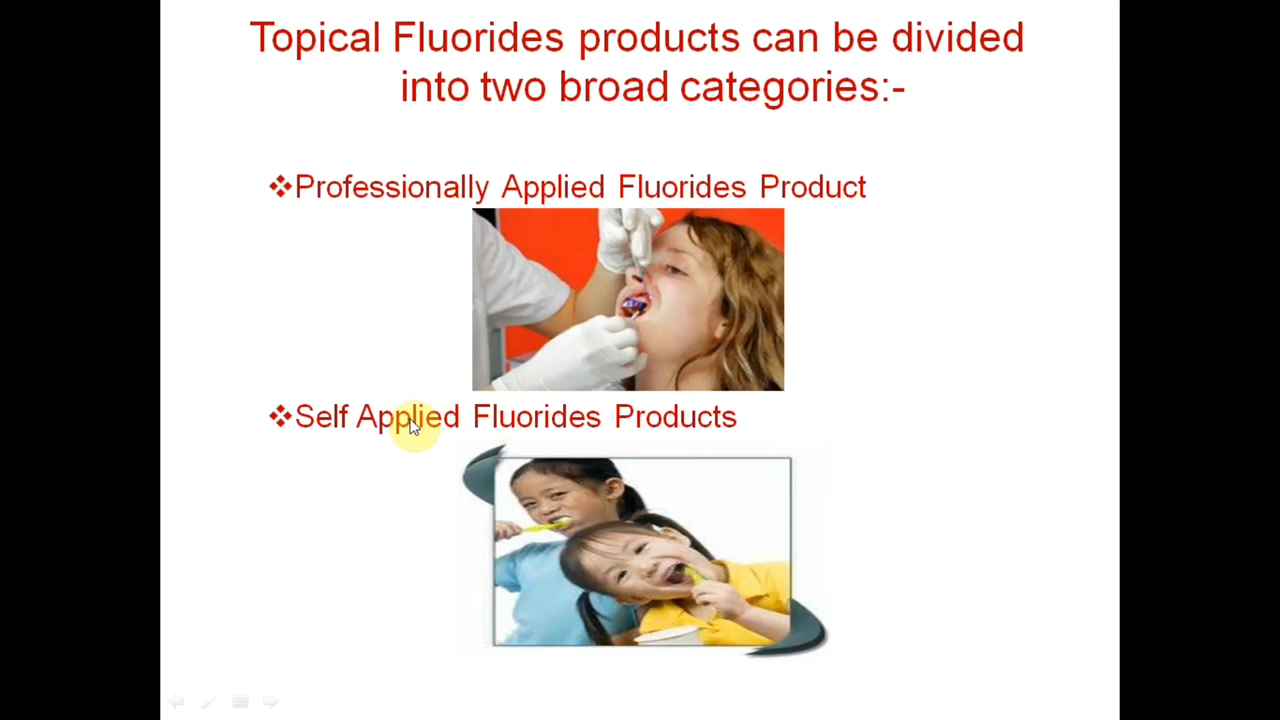 Topical Fluorides products can be divided
into two broad categories:-
❖Professionally Applied Fluorides Product
❖Self Applied Fluorides Products